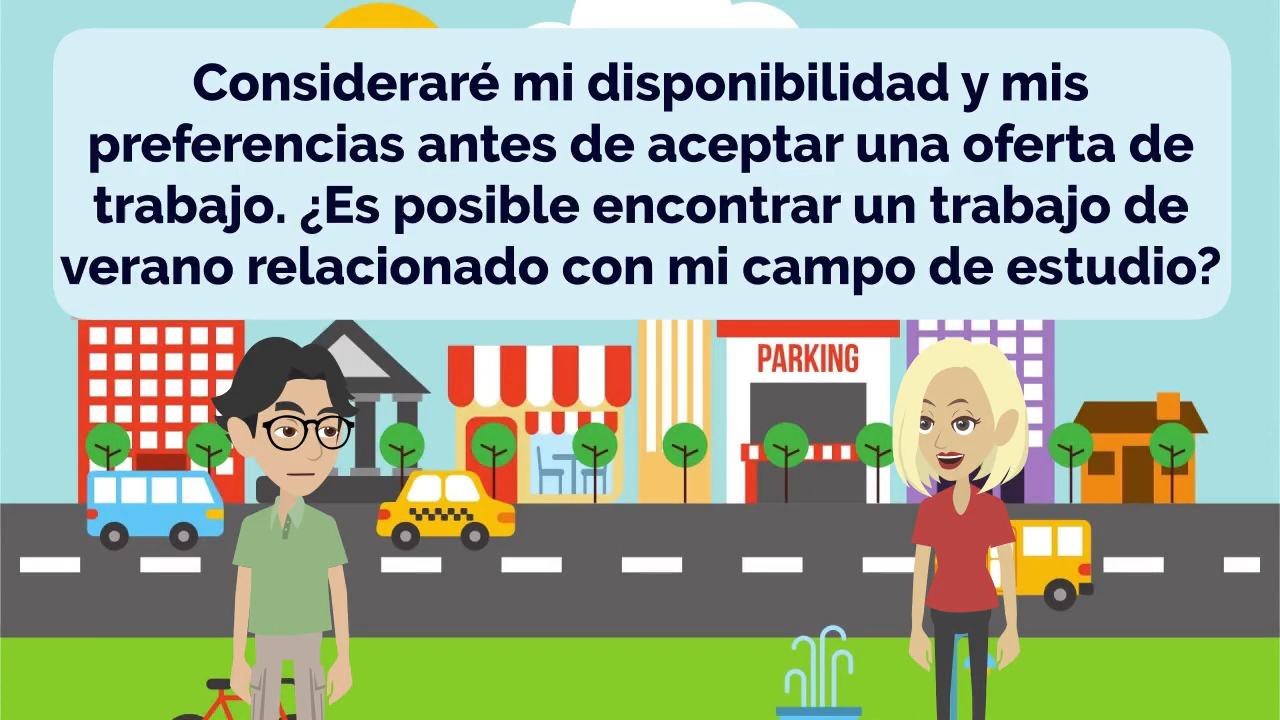 Consideraré mi disponibilidad y mis
preferencias antes de aceptar una oferta de
trabajo. ¿Es posible encontrar un trabajo de
verano relacionado con mi campo de estudio?
PARKING